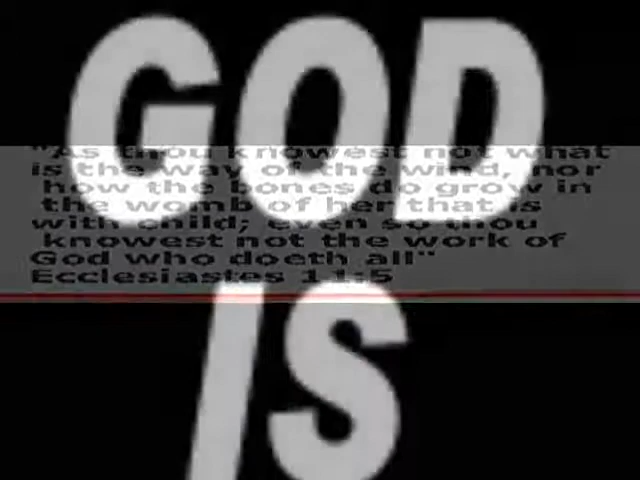 GOD
"As thou knowest not what
is the way of the wind, nor
how the bones do grow in
the womb of her that is
with child; even so thou
knowest not the work of
God who doeth all"
Ecclesiastes 11:5
IS